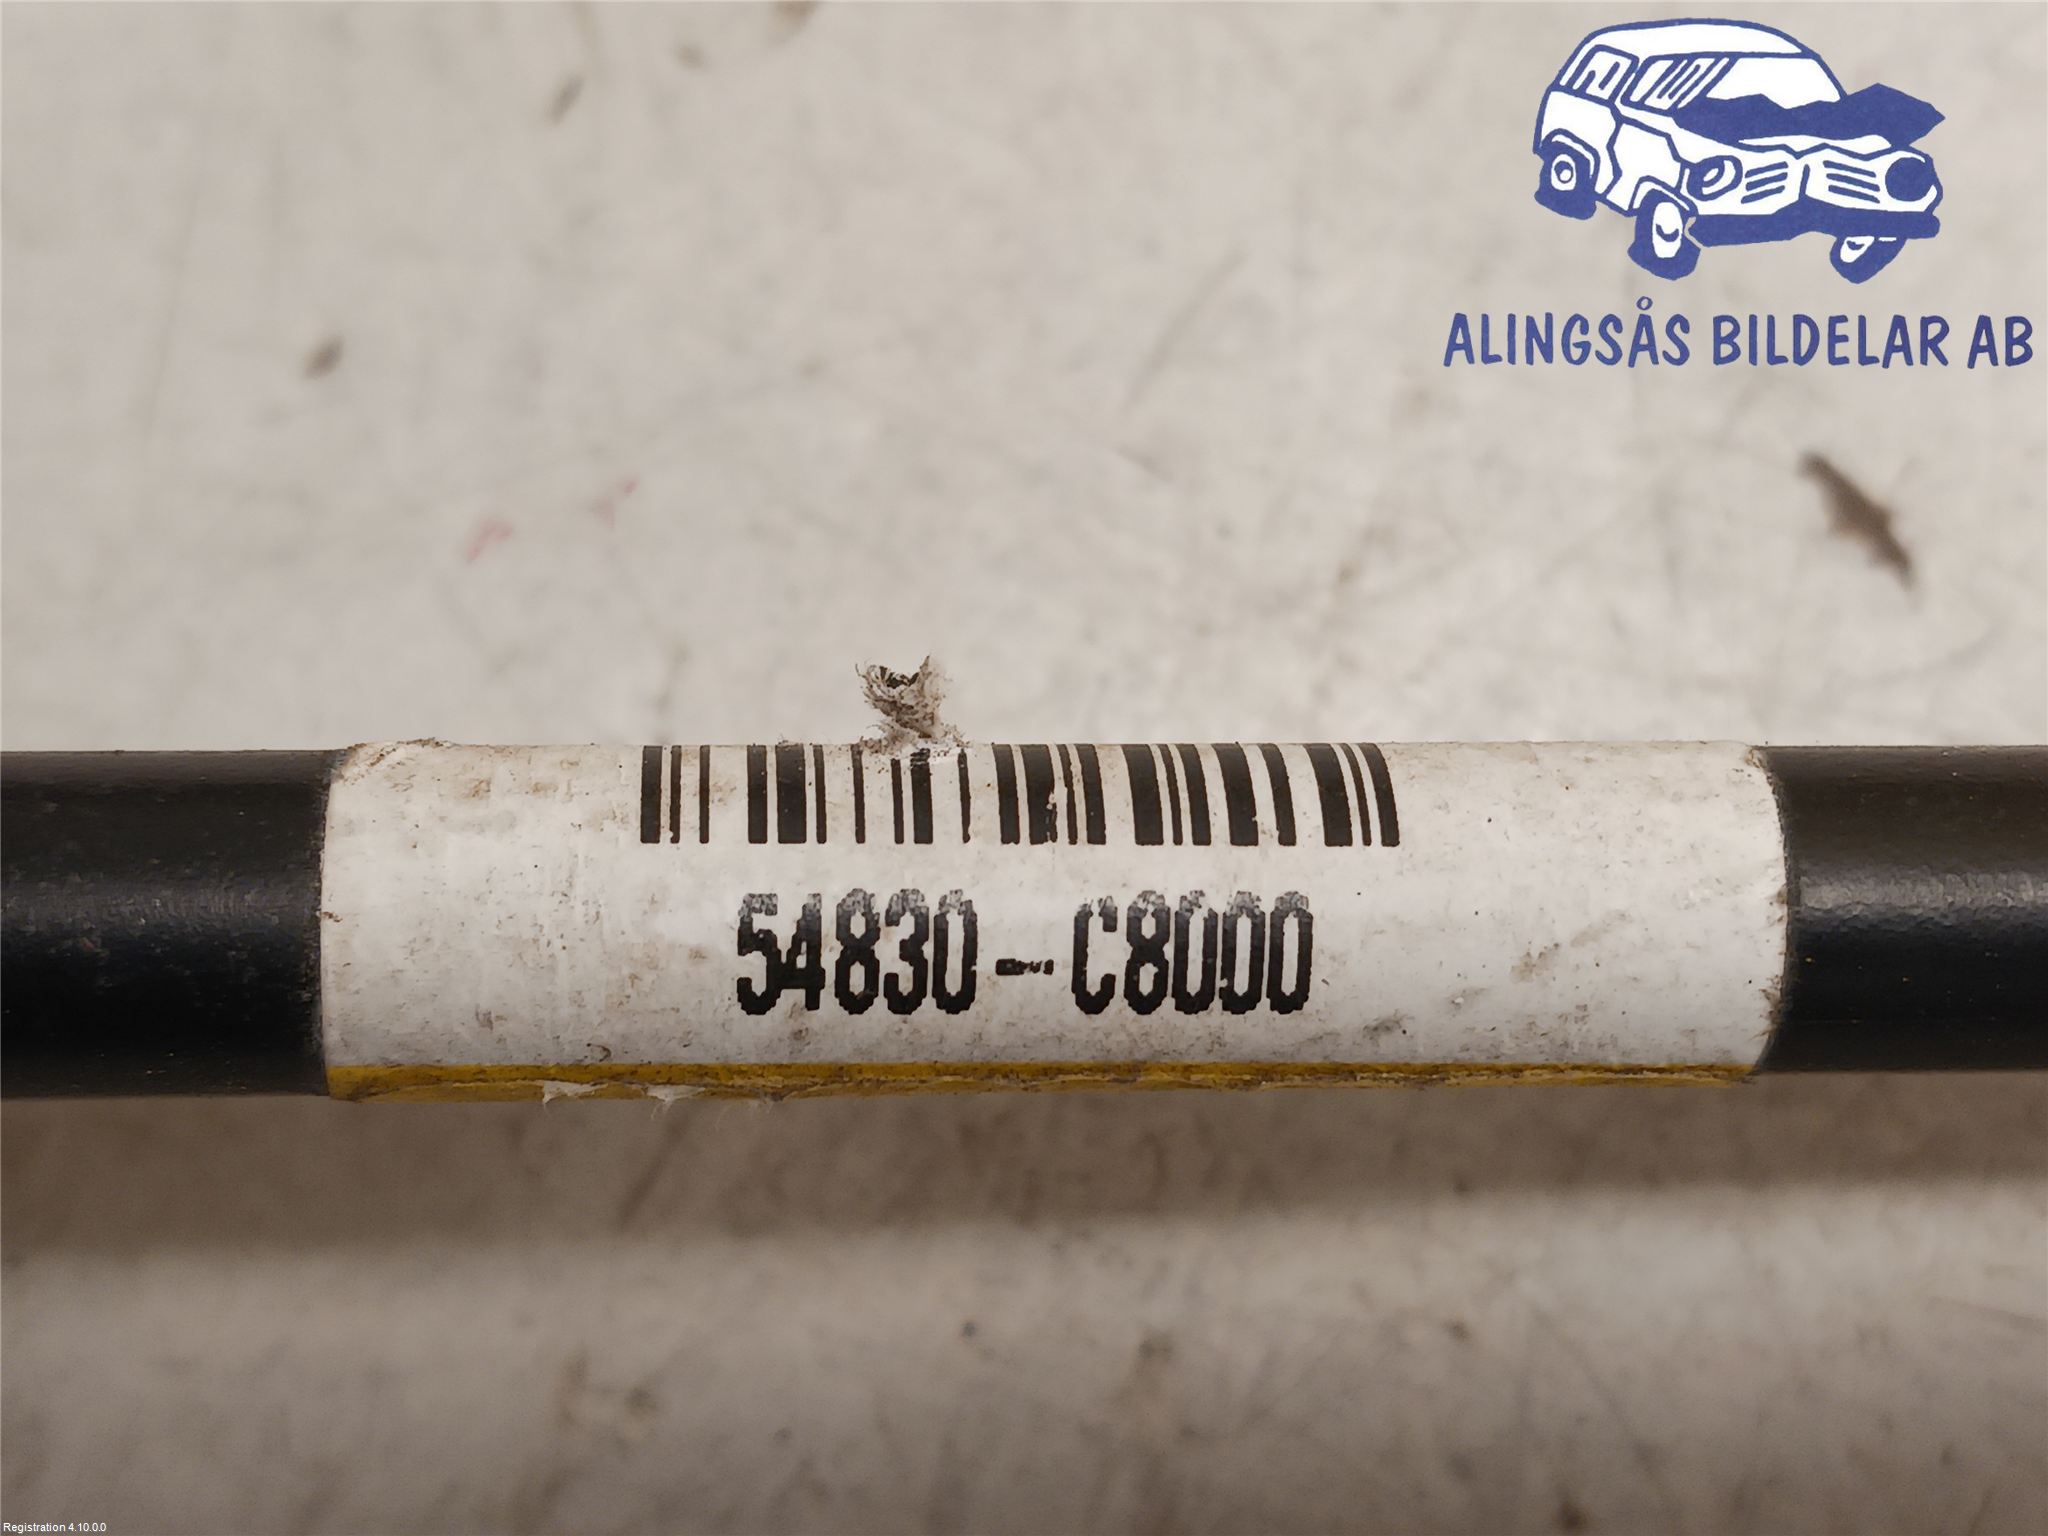 ALINGSÅS BILDELAR AB
54830-C8000
Registration 4.10.0.0